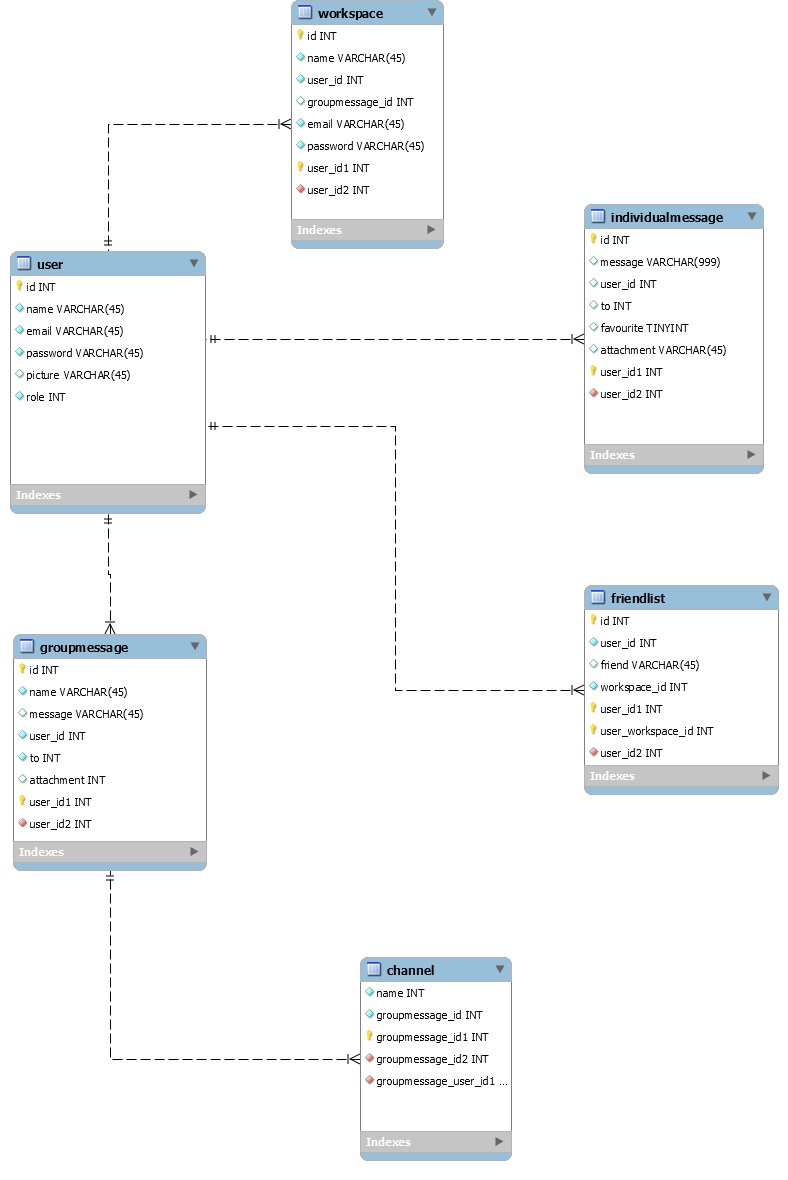 workspace
id INT
name VARCHAR(45)
user_id INT
groupmessage_id INT
email VARCHAR(45)
password VARCHAR(45)
user_id1 INT
user_id2 INT
Indexes
user
id INT
name VARCHAR(45)
email VARCHAR(45)
password VARCHAR(45)
picture VARCHAR(45)
role INT
Indexes
individualmessage
id INT
message VARCHAR(999)
user_id INT
to INT
favourite TINYINT
attachment VARCHAR(45)
user_id1 INT
user_id2 INT
Indexes
friendlist
id INT
user_id INT
friend VARCHAR(45)
workspace_id INT
user_id1 INT
user_workspace_id INT
user_id2 INT
Indexes
groupmessage
id INT
name VARCHAR(45)
message VARCHAR(45)
user_id INT
to INT
attachment INT
user_id1 INT
user_id2 INT
Indexes
channel
name INT
groupmessage_id INT
groupmessage_id1 INT
groupmessage_id2 INT
groupmessage_user_id1 ...
Indexes